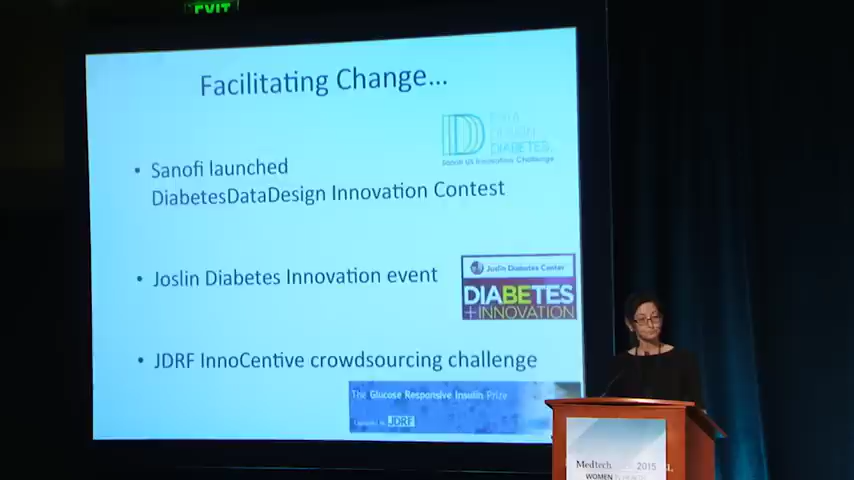 EXIT
Facilitating Change...
DATA
DESIGN
DIABETES
Sanofi US Innovation Challenge
• Sanofi launched
DiabetesDataDesign Innovation Contest
• Joslin Diabetes Innovation event
Joslin Diabetes Center
DIABETES
+INNOVATION
• JDRF InnoCentive crowdsourcing challenge
The Glucose Responsive Insulin Prize
JDRF
Medtech 2015
WOMEN